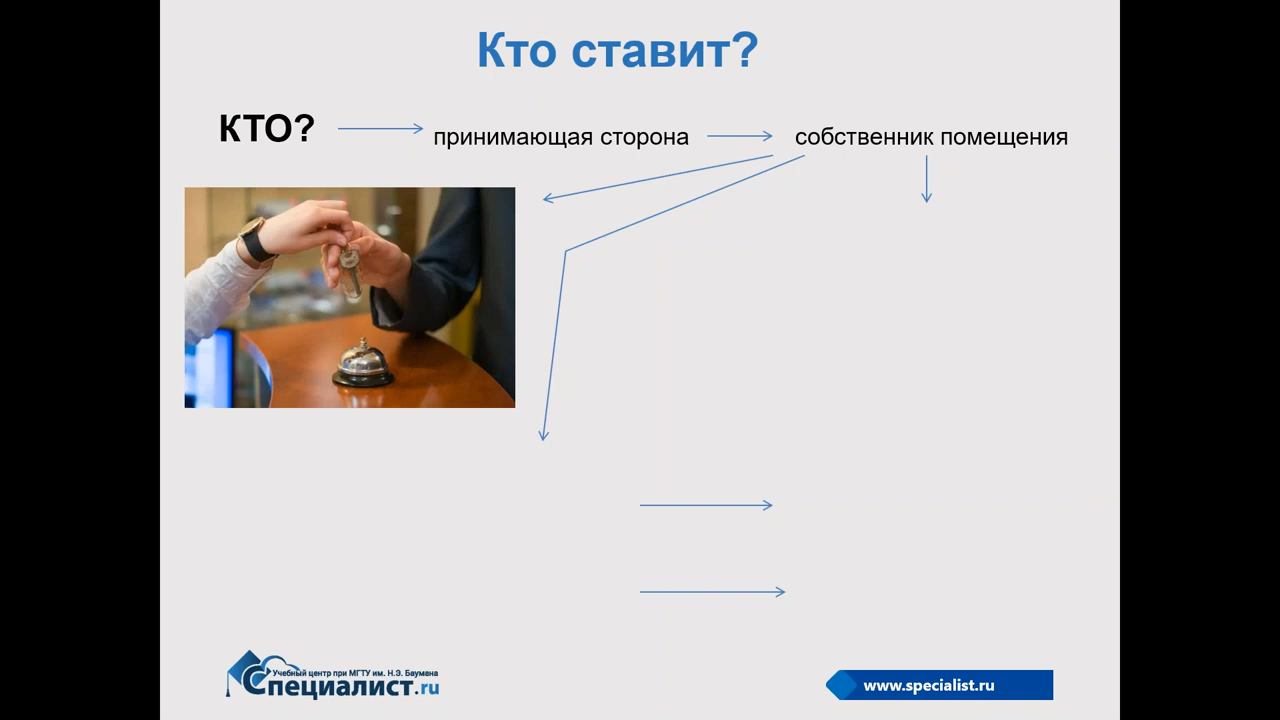 Кто ставит?
КТО?
принимающая сторона
собственник помещения
Учебный центр при МГТУ им. Н.Э. Баумана
Специалист.ru
www.specialist.ru